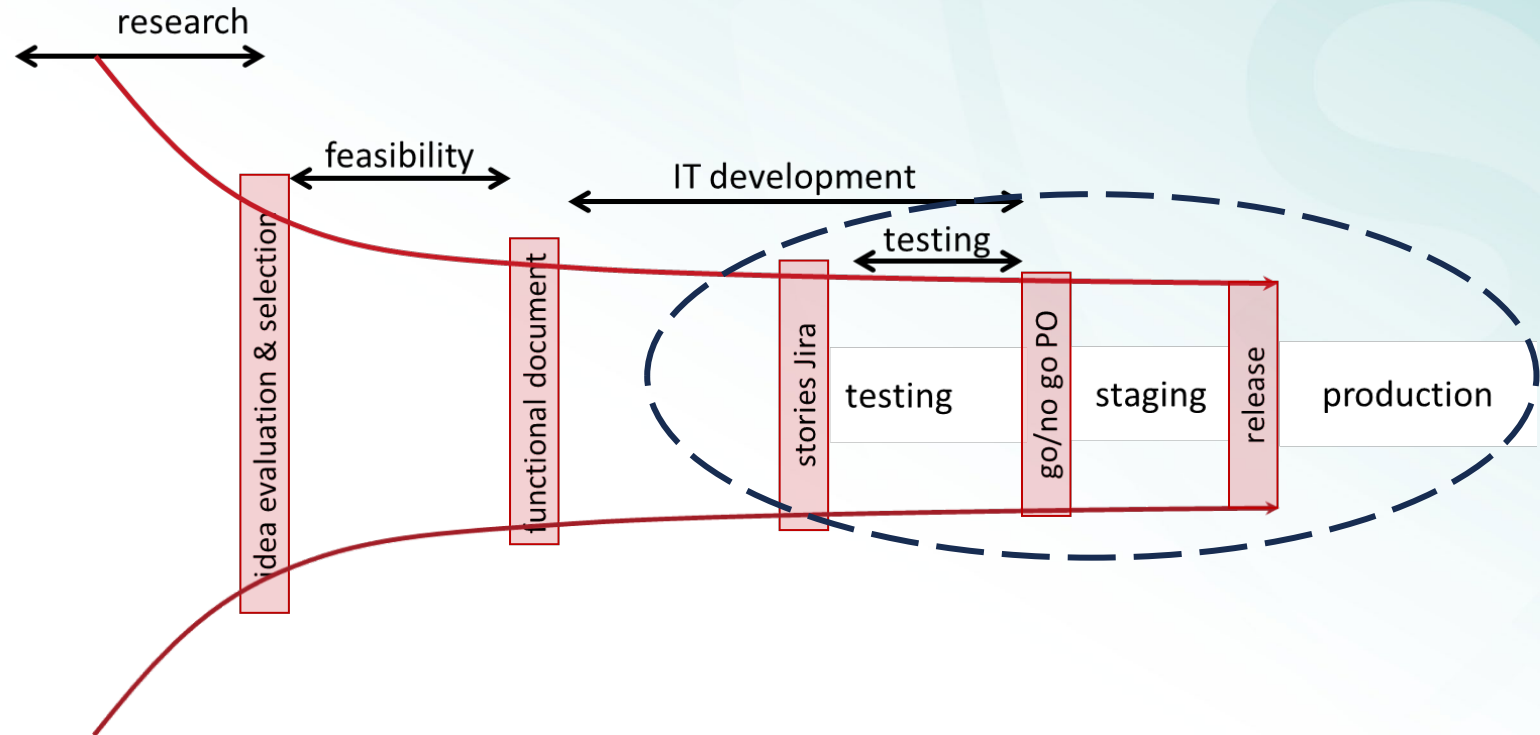 research
feasibility
IT development
testing
idea evaluation & selection
functional document
stories Jira
testing
go/no go PO
staging
release
production